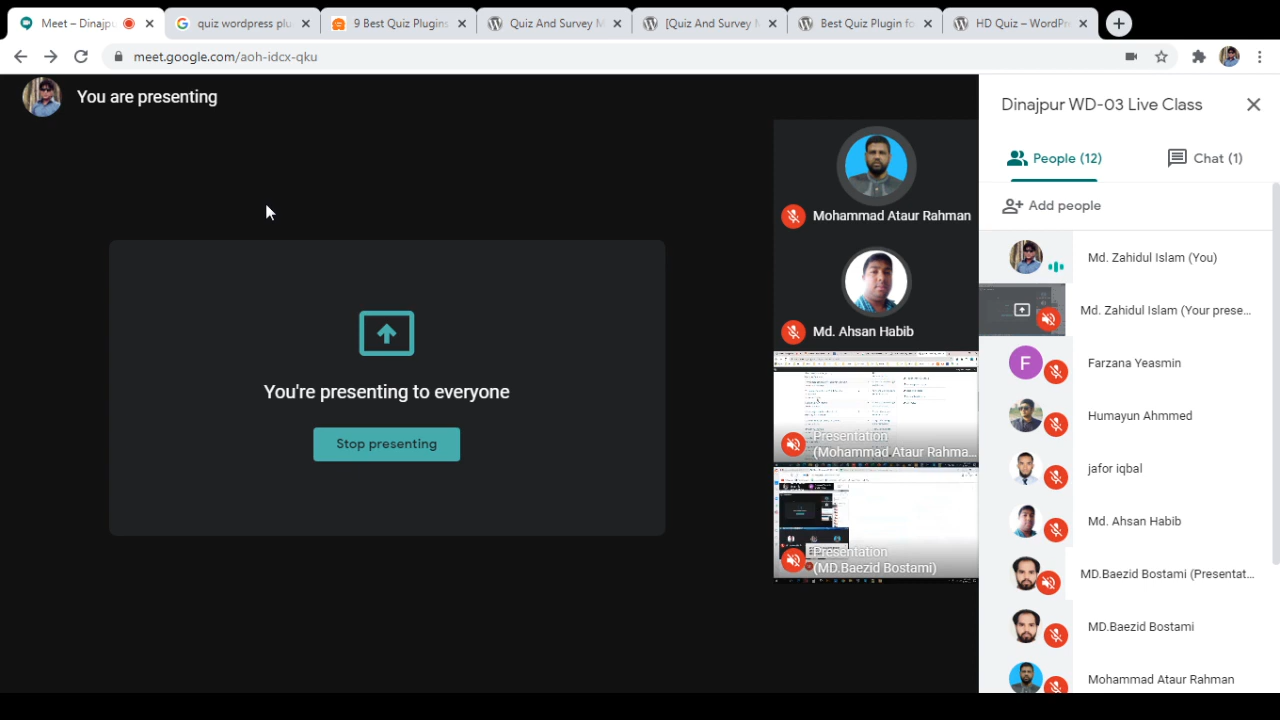 Meet – Dinajpu
quiz wordpress plu
9 Best Quiz Plugins
Quiz And Survey M
[Quiz And Survey M
Best Quiz Plugin fo
HD Quiz – WordPr
meet.google.com/aoh-idcx-qku
You are presenting
You're presenting to everyone
Stop presenting
Mohammad Ataur Rahman
Md. Ahsan Habib
Presentation
(Mohammad Ataur Rahma...
Presentation
(MD.Baezid Bostami)
Dinajpur WD-03 Live Class
People (12)
Chat (1)
Add people
Md. Zahidul Islam (You)
Md. Zahidul Islam (Your prese...
F
Farzana Yeasmin
Humayun Ahmmed
jafor iqbal
Md. Ahsan Habib
MD.Baezid Bostami (Presentat...
MD.Baezid Bostami
Mohammad Ataur Rahman